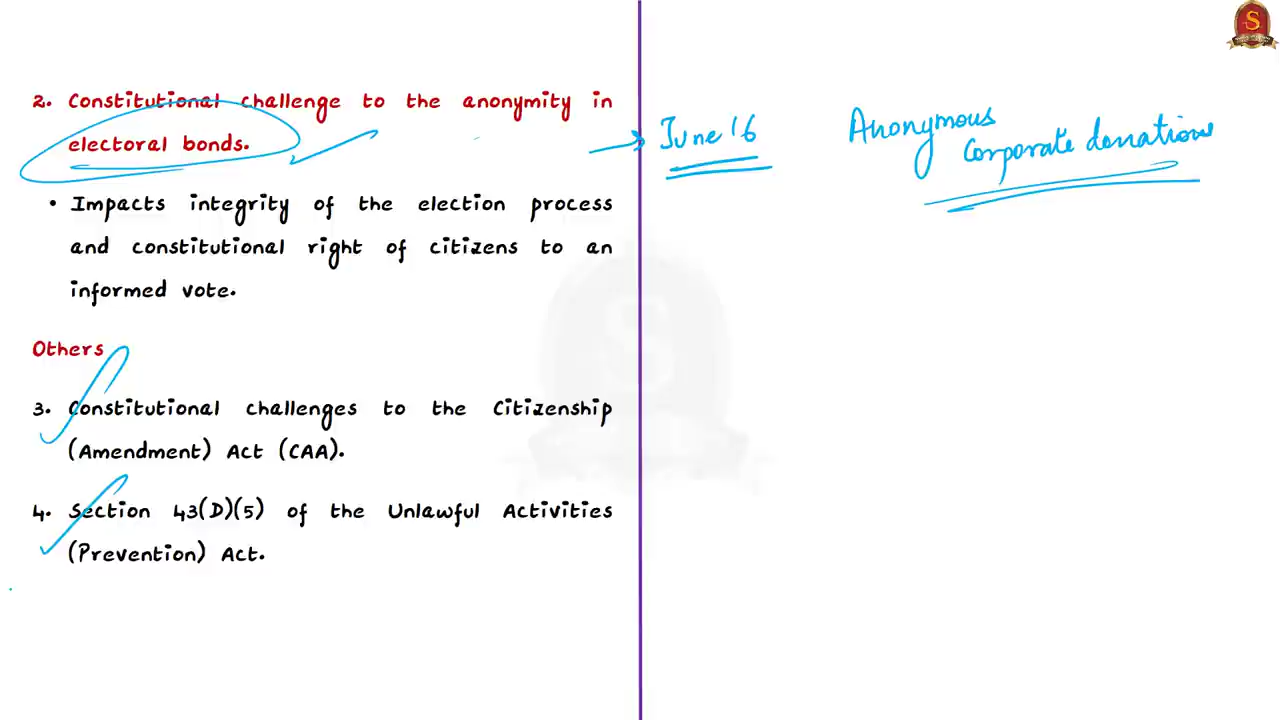 2. Constitutional challenge to the anonymity in
electoral bonds.
• Impacts integrity of the election process
and constitutional right of citizens to an
informed vote.
Others
3. Constitutional challenges to the Citizenship
(Amendment) Act (CAA).
4. Section 43(D)(5) of the Unlawful Activities
(Prevention) Act.
June 16
Anonymous
Corporate donations
S